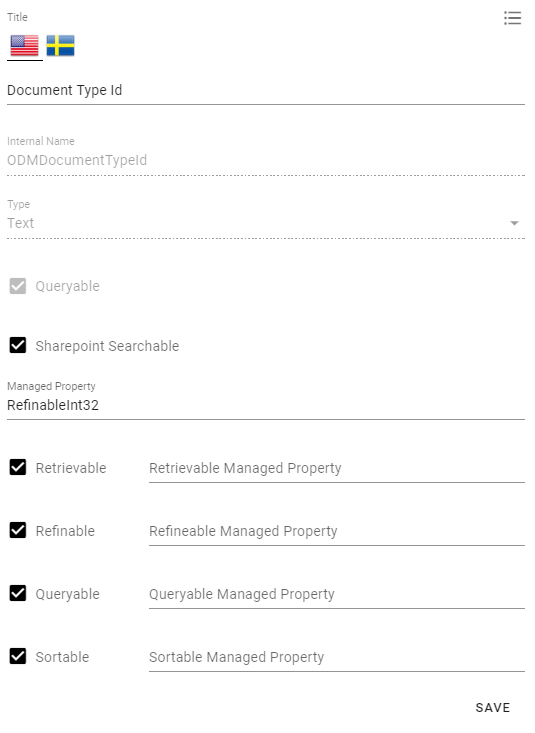 Title
Document Type Id
Internal Name
ODMDocumentTypeId
Type
Text
Queryable
Sharepoint Searchable
Managed Property
RefinableInt32
Retrievable Retrievable Managed Property
Refinable Refineable Managed Property
Queryable Queryable Managed Property
Sortable Sortable Managed Property
SAVE